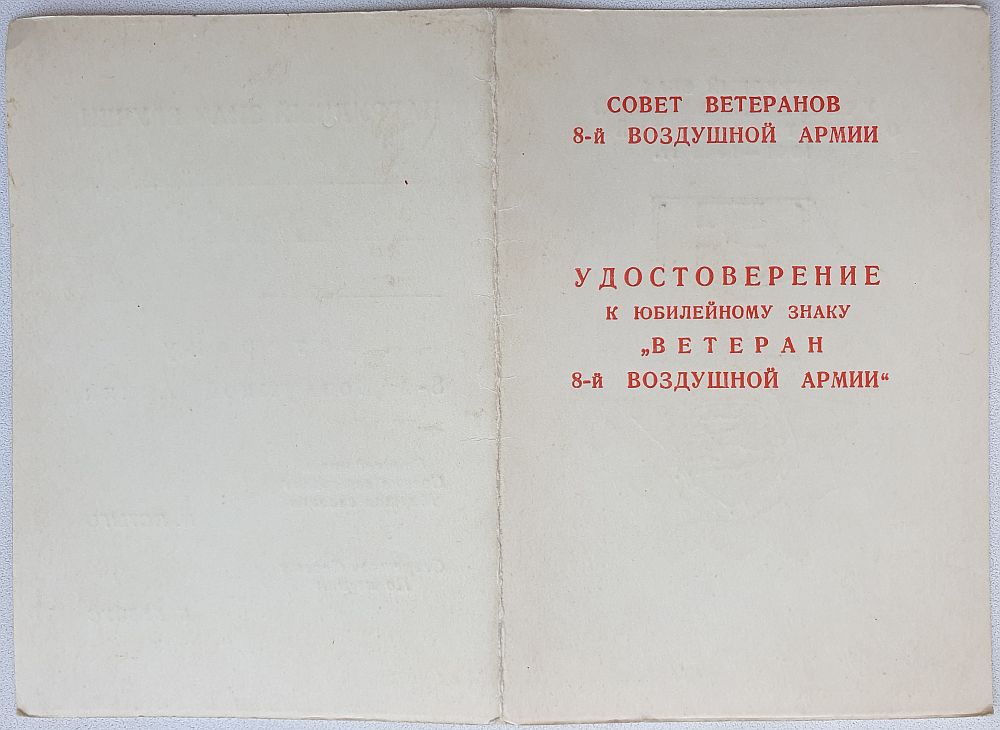 СОВЕТ ВЕТЕРАНОВ
8-й ВОЗДУШНОЙ АРМИИ
УДОСТОВЕРЕНИЕ
К ЮБИЛЕЙНОМУ ЗНАКУ
„ВЕТЕРАН
8-й ВОЗДУШНОЙ АРМИИ“